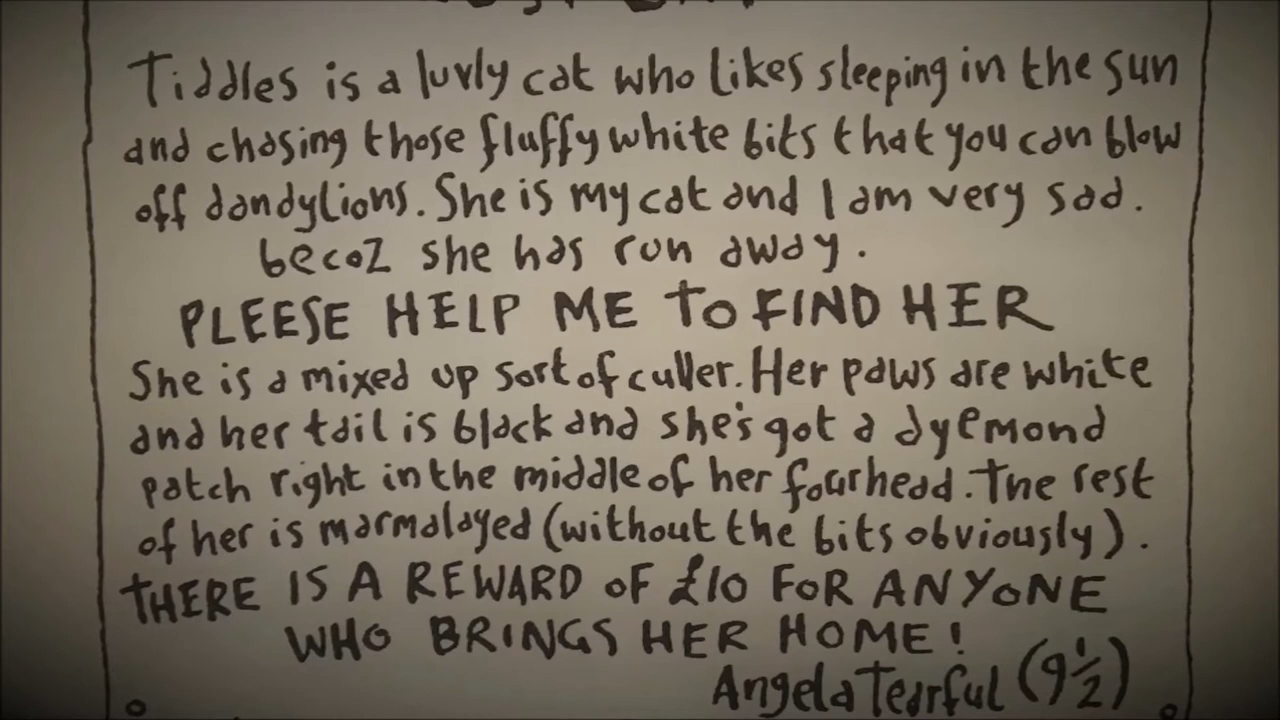 Tiddles is a luvly cat who likes sleeping in the sun
and chasing those fluffy white bits that you can blow
off dandylions. She is my cat and I am very sad.
becoz she has run away.
PLEESE HELP ME TO FIND HER
She is a mixed up sort of culler. Her paws are white
and her tail is black and she's got a dyemond
patch right in the middle of her fourhead. The rest
of her is marmalayed (without the bits obviously).
THERE IS A REWARD OF £10 FOR ANYONE
WHO BRINGS HER HOME!
Angela Tearful (9½)